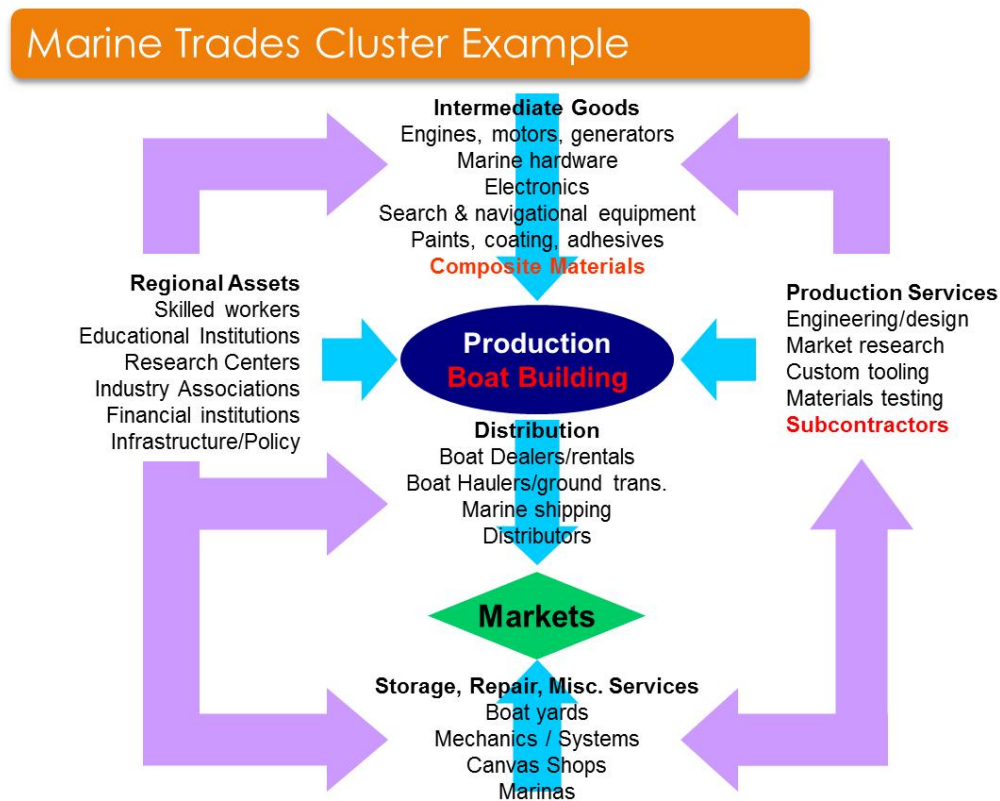 Marine Trades Cluster Example
Intermediate Goods
Engines, motors, generators
Marine hardware
Electronics
Search & navigational equipment
Paints, coating, adhesives
Composite Materials
Regional Assets
Skilled workers
Educational Institutions
Research Centers
Industry Associations
Financial institutions
Infrastructure/Policy
Production
Boat Building
Production Services
Engineering/design
Market research
Custom tooling
Materials testing
Subcontractors
Distribution
Boat Dealers/rentals
Boat Haulers/ground trans.
Marine shipping
Distributors
Markets
Storage, Repair, Misc. Services
Boat yards
Mechanics / Systems
Canvas Shops
Marinas